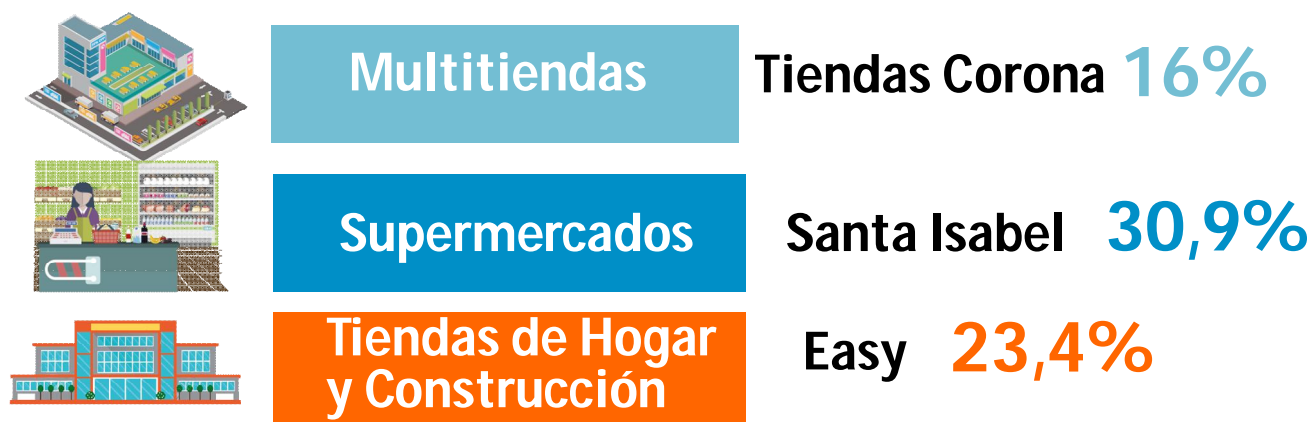 Multitiendas Tiendas Corona 16%
Supermercados Santa Isabel 30,9%
Tiendas de Hogar
y Construcción
Easy 23,4%